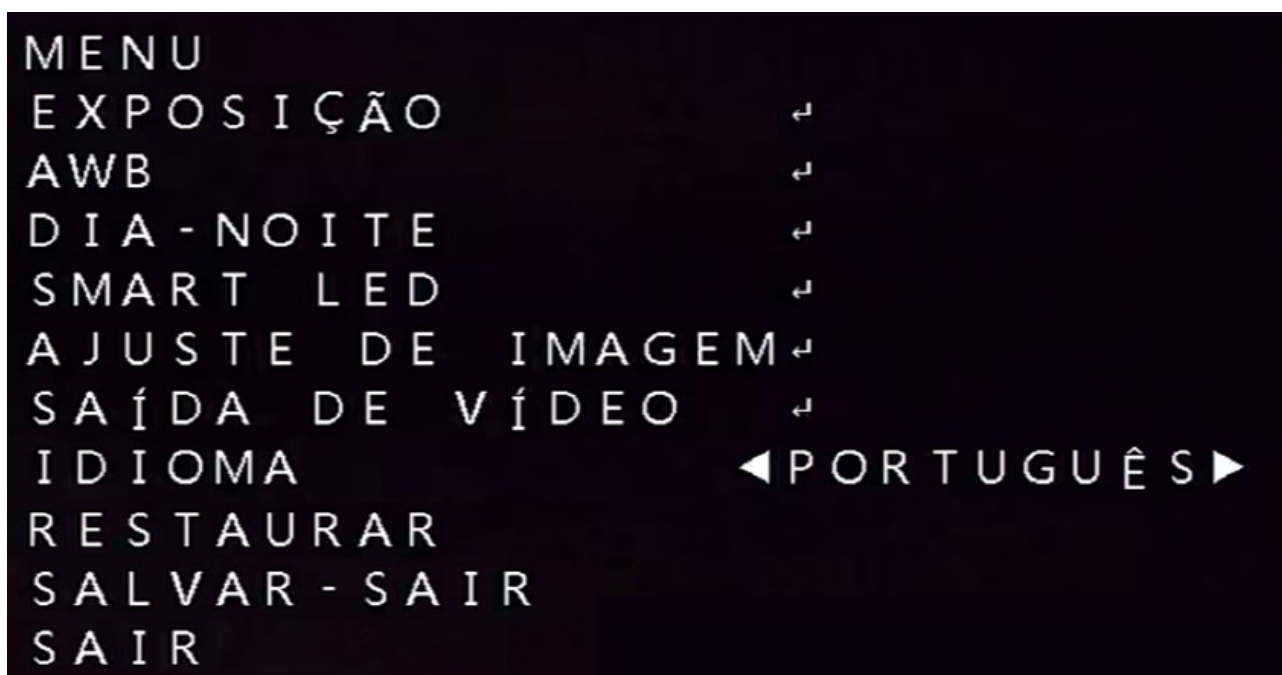 MENU
EXPOSIÇÃO ↵
AWB ↵
DIA-NOITE ↵
SMART LED ↵
AJUSTE DE IMAGEM ↵
SAÍDA DE VÍDEO ↵
IDIOMA ◀PORTUGUÊS▶
RESTAURAR
SALVAR-SAIR
SAIR